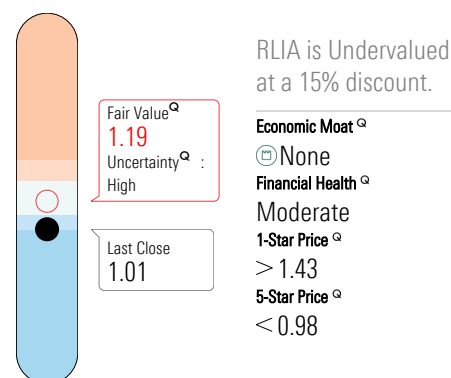 RLIA is Undervalued
at a 15% discount.
Fair Value Q
1.19
Uncertainty Q :
High
Last Close
1.01
Economic Moat Q
None
Financial Health Q
Moderate
1-Star Price Q
>1.43
5-Star Price Q
<0.98